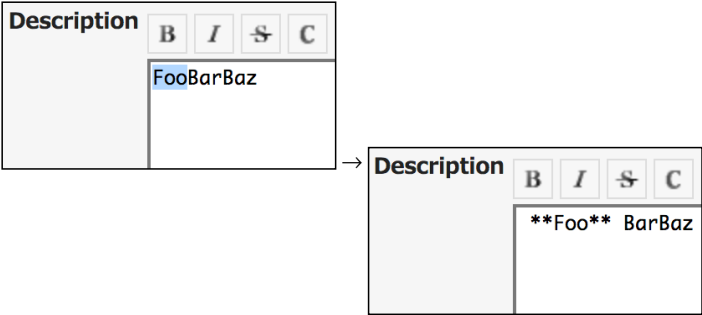 Description B I S C
FooBarBaz
→
Description B I S C
**Foo** BarBaz